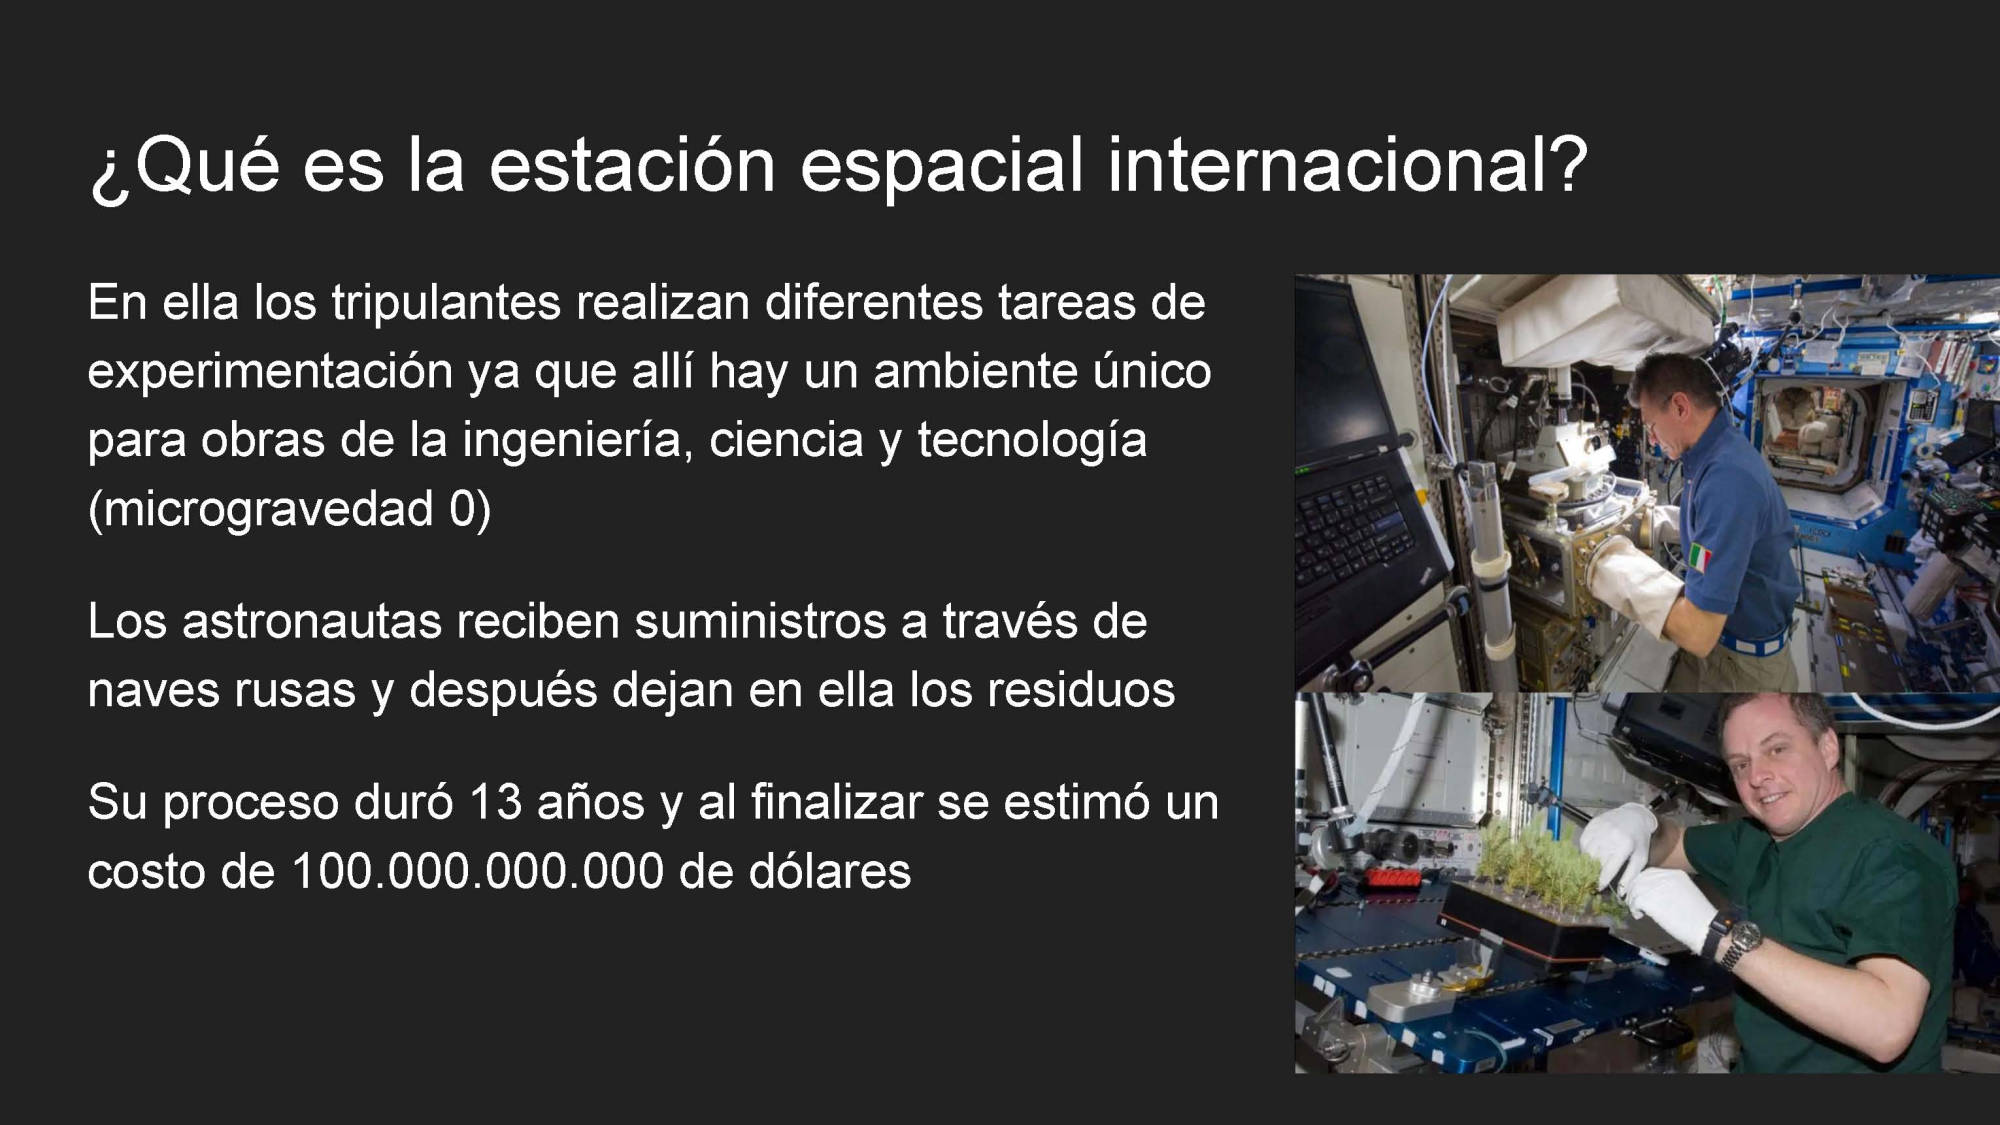 ¿Qué es la estación espacial internacional?
En ella los tripulantes realizan diferentes tareas de
experimentación ya que allí hay un ambiente único
para obras de la ingeniería, ciencia y tecnología
(microgravedad 0)
Los astronautas reciben suministros a través de
naves rusas y después dejan en ella los residuos
Su proceso duró 13 años y al finalizar se estimó un
costo de 100.000.000.000 de dólares